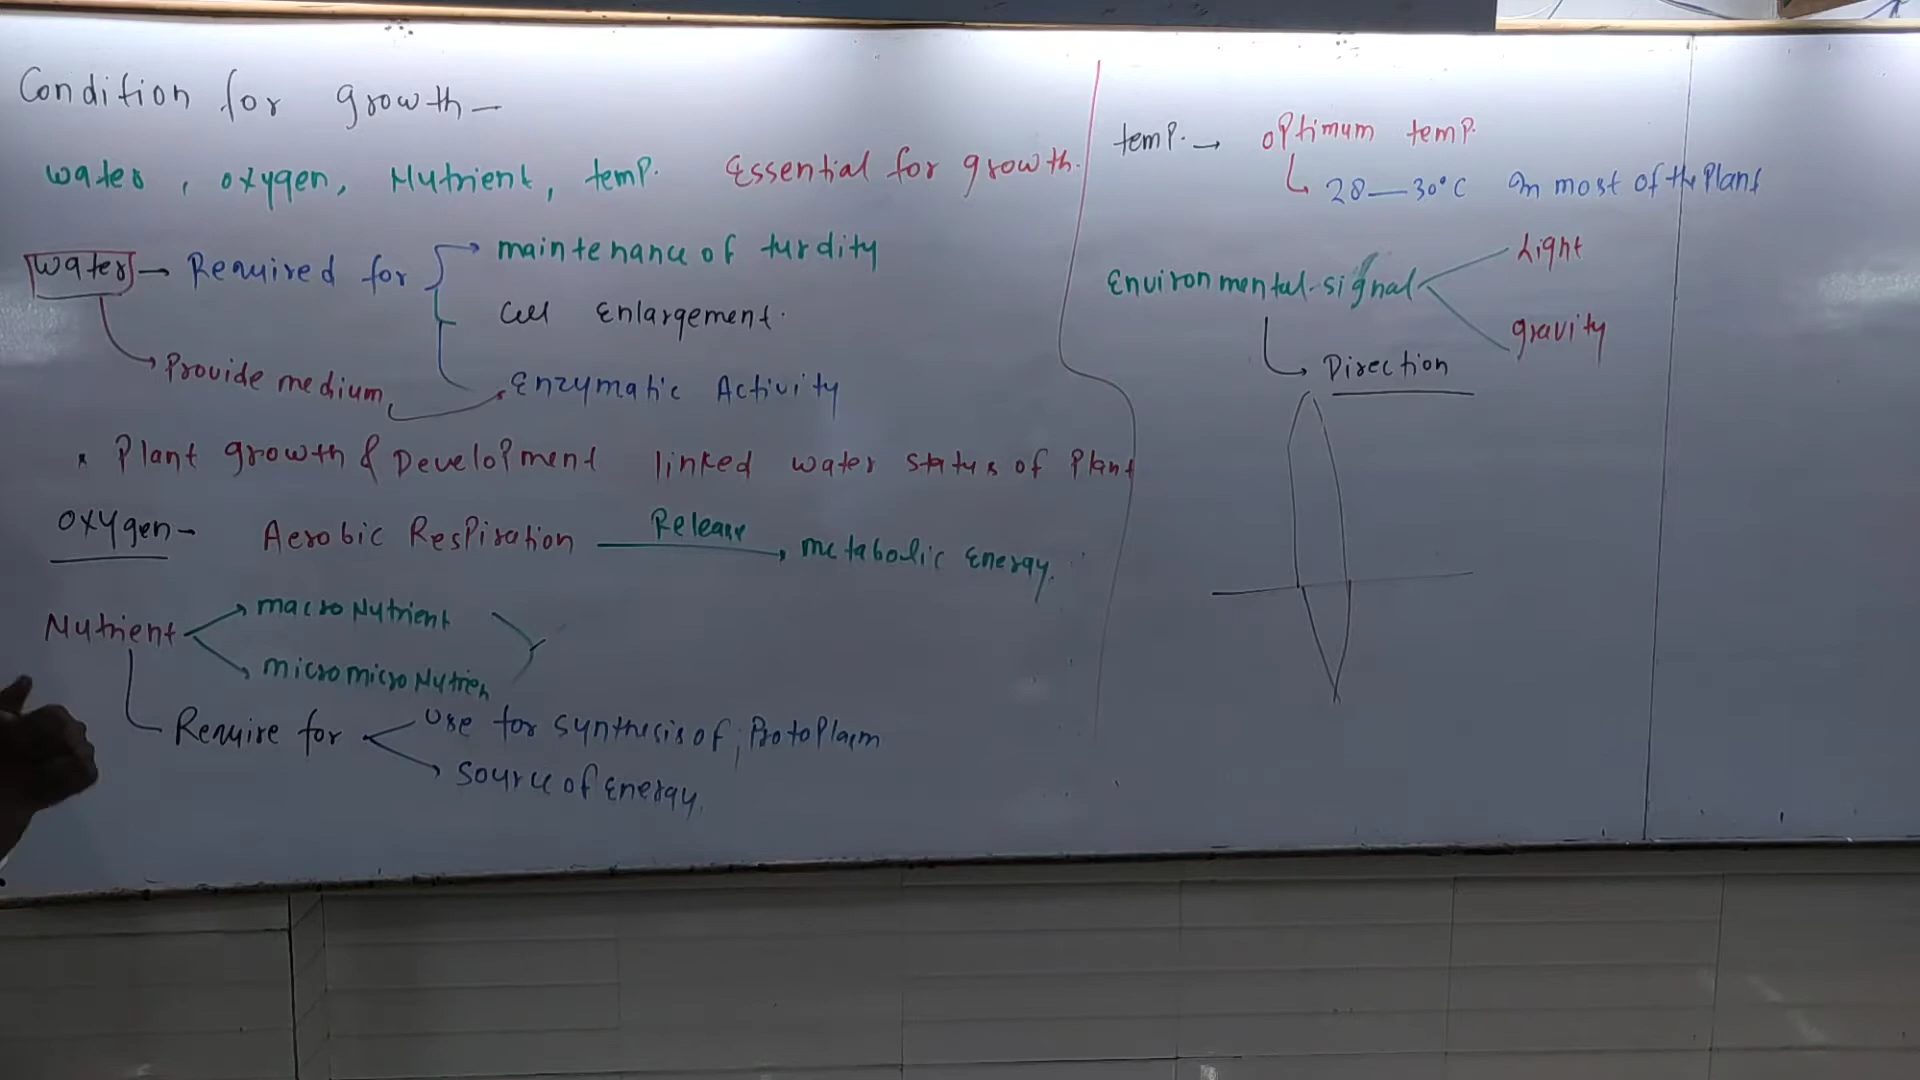 Condition for growth —
water, oxygen, Nutrient, temp. Essential for growth.
water → Required for → maintenance of turdity
Cell Enlargement.
→ Provide medium → Enzymatic Activity
* Plant growth & Development linked water status of Plant
oxygen - Aerobic Respiration Release → metabolic Energy.
Nutrient → macro Nutrient
→ micro micro Nutrien
Require for Use for synthesis of, Protoplasm
→ Source of Energy.
temp. → optimum temp.
28—30°C In most of the Plant
Environmental signal Light
gravity
→ Direction